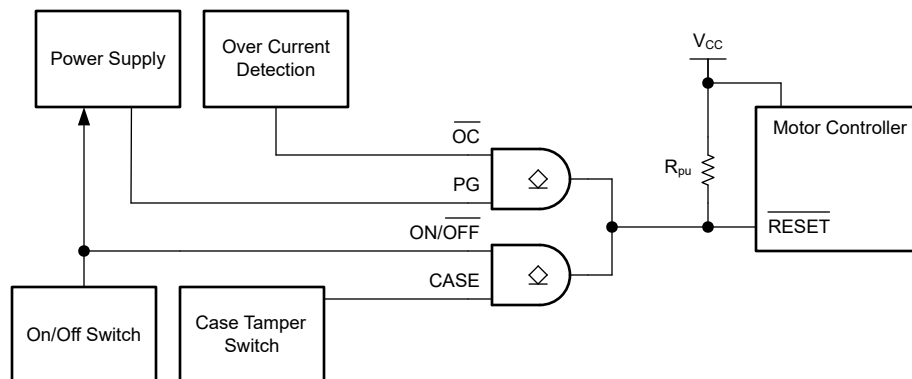 Power Supply
Over Current
Detection
VCC
Motor Controller
OC
PG
Rpu
ON/OFF
RESET
CASE
On/Off Switch
Case Tamper
Switch